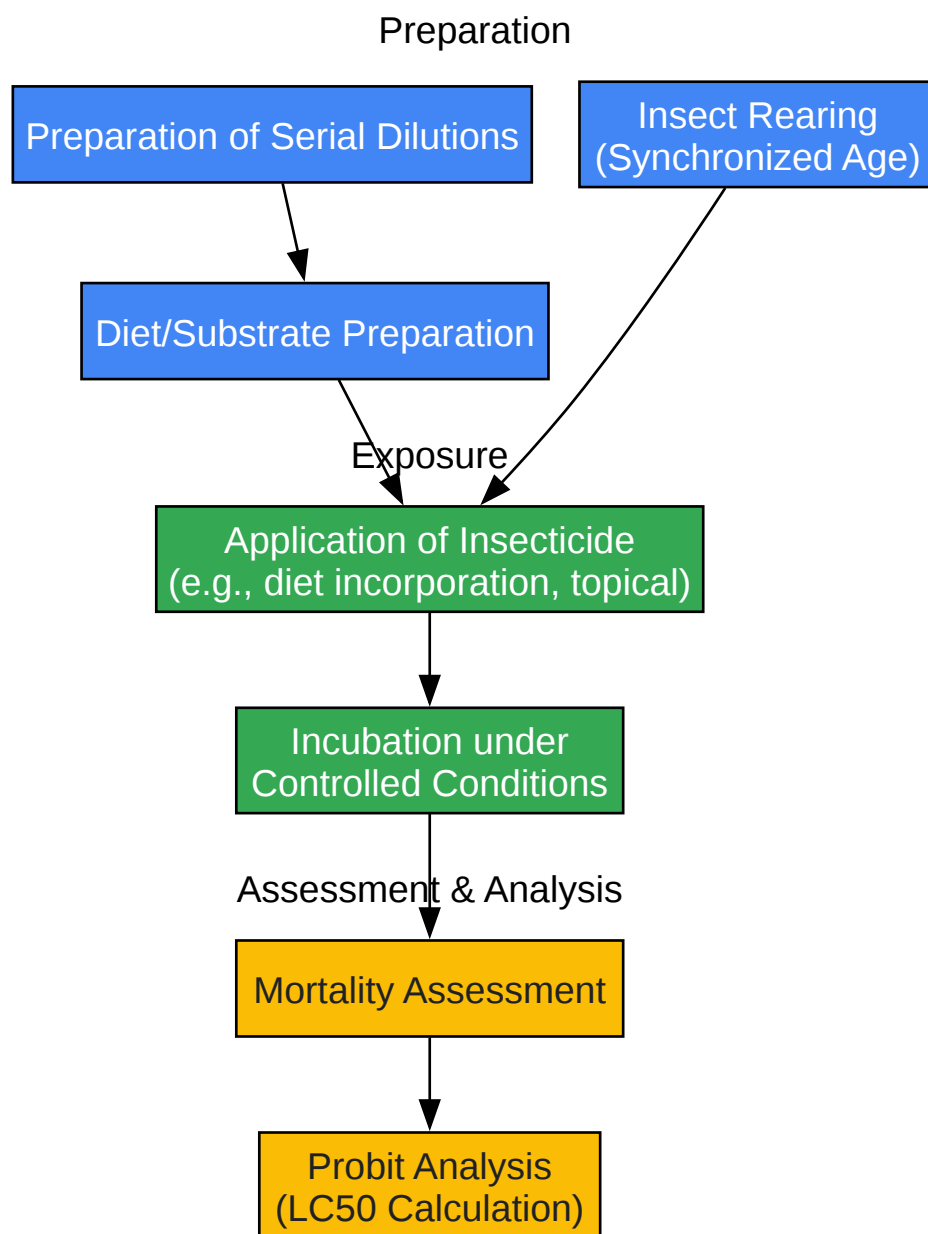 Preparation
Preparation of Serial Dilutions
Insect Rearing
(Synchronized Age)
Diet/Substrate Preparation
Exposure
Application of Insecticide
(e.g., diet incorporation, topical)
Incubation under
Controlled Conditions
Assessment & Analysis
Mortality Assessment
Probit Analysis
(LC50 Calculation)